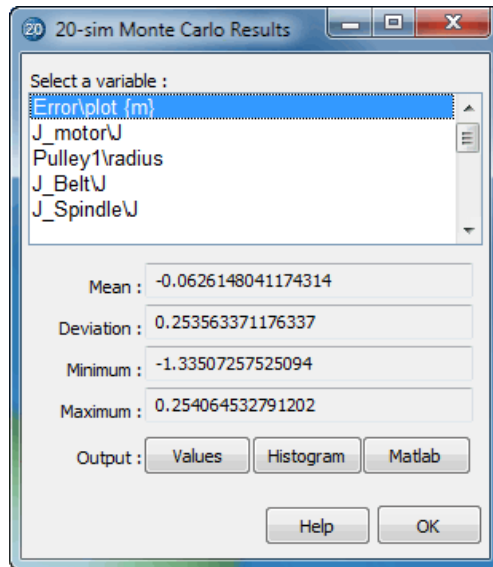 20 20-sim Monte Carlo Results
Select a variable :
Error\plot {m}
J_motor\J
Pulley1\radius
J_Belt\J
J_Spindle\J
Mean : -0.0626148041174314
Deviation : 0.253563371176337
Minimum : -1.33507257525094
Maximum : 0.254064532791202
Output : Values Histogram Matlab
Help OK